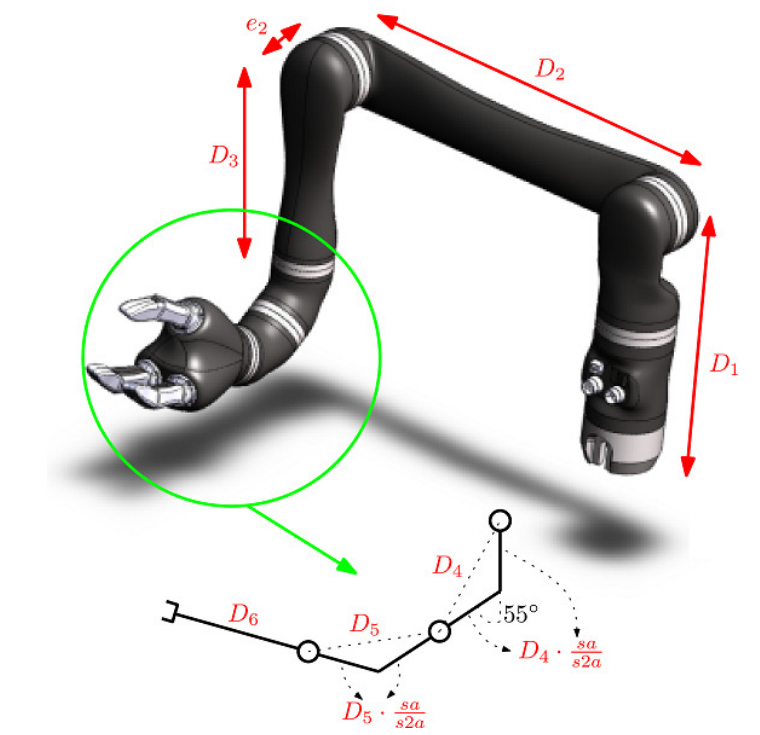 e₂
D₂
D₃
D₁
D₄
55°
D₆
D₅
D₄ · sa/s2a
D₅ · sa/s2a